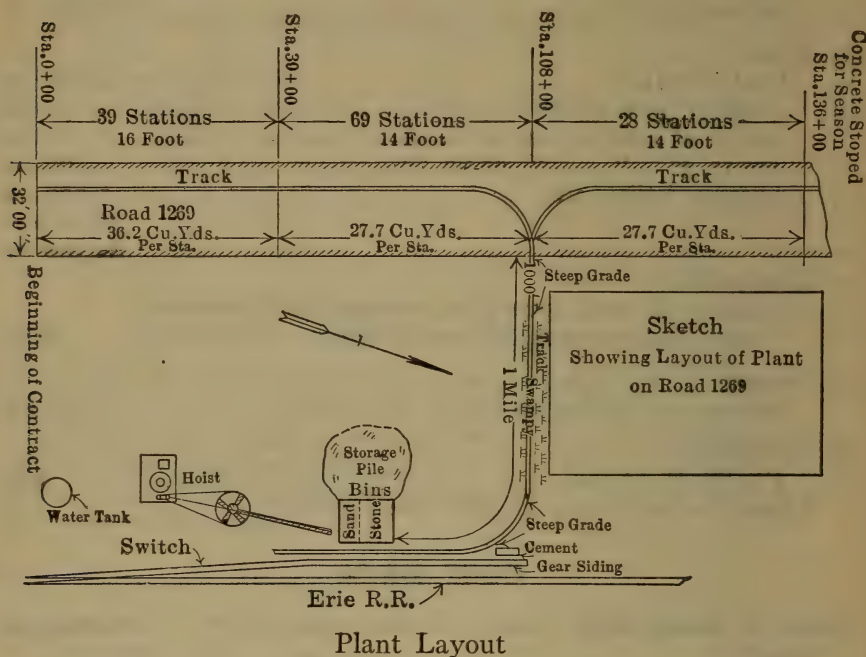 Sta.0+00
Sta.30+00
Sta.108+00
Concrete Stoped
for Season
Sta.136+00
39 Stations
16 Foot
69 Stations
14 Foot
28 Stations
14 Foot
Track
Track
32'00"
Road 1269
36.2 Cu.Yds.
Per Sta.
27.7 Cu.Yds.
Per Sta.
27.7 Cu.Yds.
Per Sta.
Beginning of Contract
1000'
Steep Grade
Track Swampy
1 Mile
Sketch
Showing Layout of Plant
on Road 1269
Storage
Pile
Bins
Sand
Stone
Hoist
Water Tank
Steep Grade
Cement
Switch
Gear Siding
Erie R.R.
Plant Layout